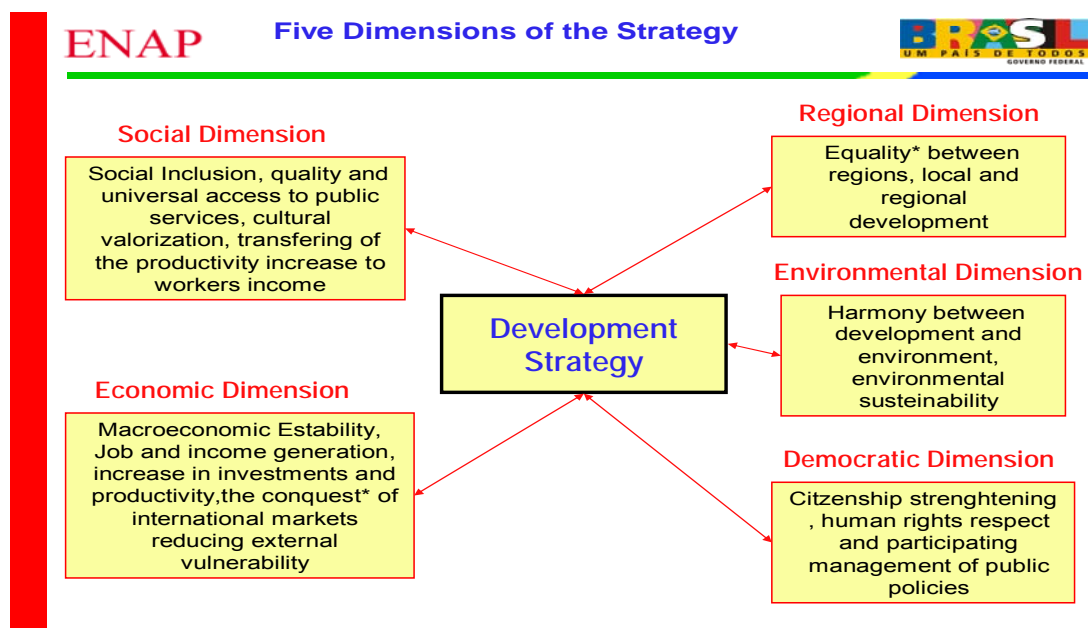 ENAP
Five Dimensions of the Strategy
BRASIL
UM PAÍS DE TODOS
GOVERNO FEDERAL
Social Dimension
Social Inclusion, quality and
universal access to public
services, cultural
valorization, transfering of
the productivity increase to
workers income
Regional Dimension
Equality* between
regions, local and
regional
development
Environmental Dimension
Harmony between
development and
environment,
environmental
susteinability
Development
Strategy
Economic Dimension
Macroeconomic Estability,
Job and income generation,
increase in investments and
productivity,the conquest* of
international markets
reducing external
vulnerability
Democratic Dimension
Citzenship strenghtening
, human rights respect
and participating
management of public
policies